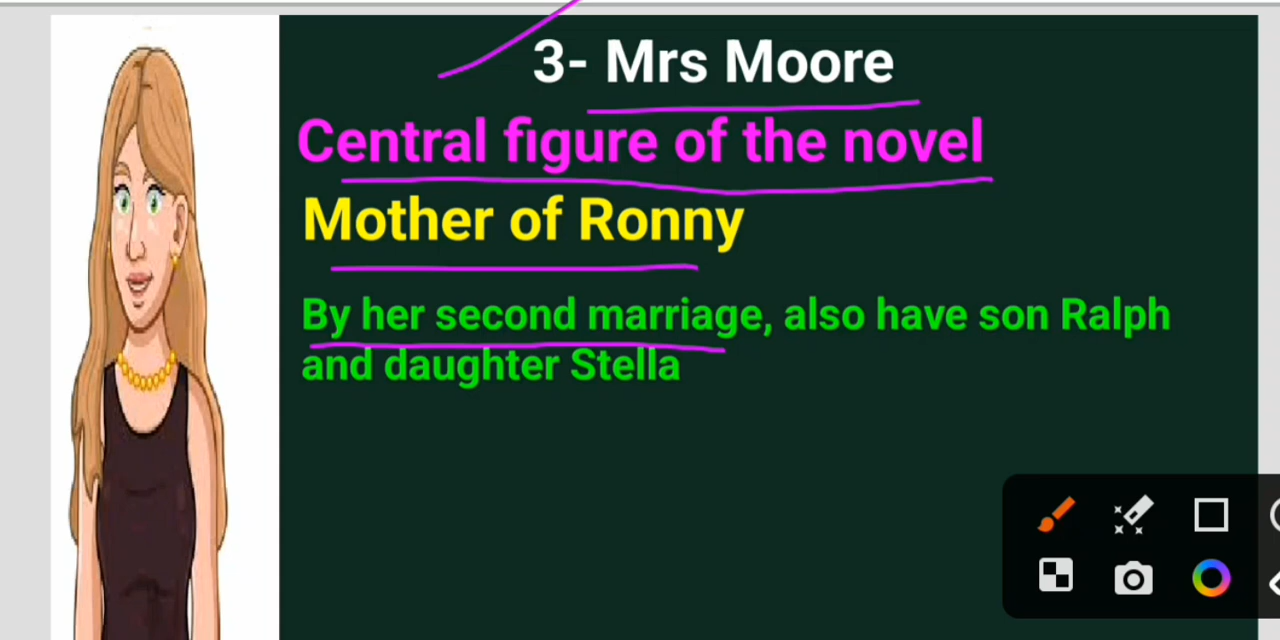 3- Mrs Moore
Central figure of the novel
Mother of Ronny
By her second marriage, also have son Ralph
and daughter Stella